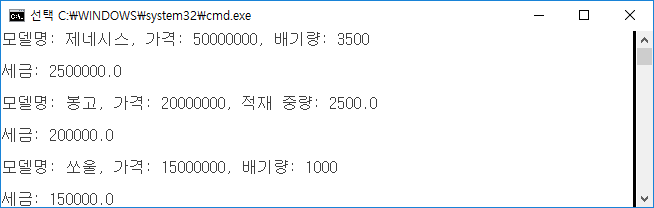 선택 C:₩WINDOWS₩system32₩cmd.exe
모델명: 제네시스, 가격: 50000000, 배기량: 3500
세금: 2500000.0
모델명: 봉고, 가격: 20000000, 적재 중량: 2500.0
세금: 200000.0
모델명: 쏘울, 가격: 15000000, 배기량: 1000
세금: 150000.0